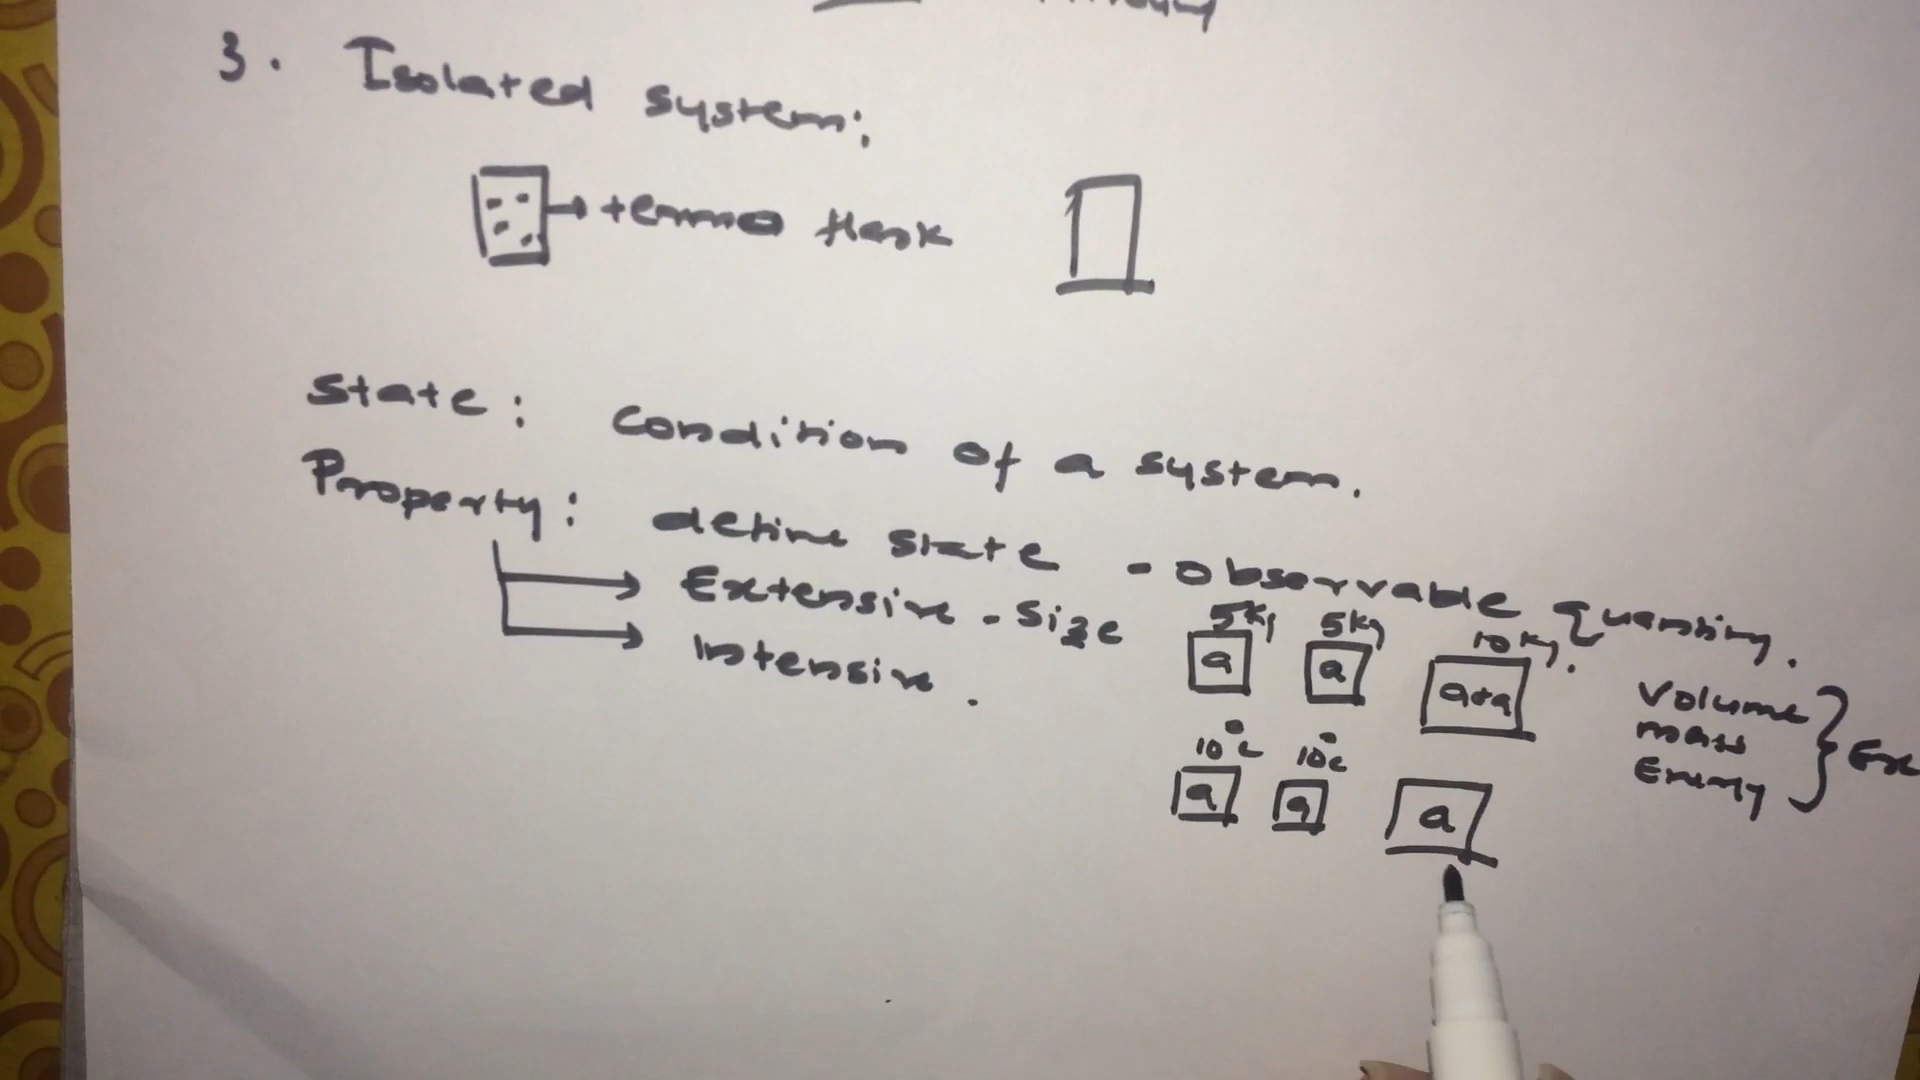 3. Isolated system:
→ termo flask
State: Condition of a system.
Property: define state - observable quantity.
→ Extensive - size
→ Intensive.
5kg 5kg 10kg.
a a a+a
Volume
mass
Energy
} Ex
10°c 10°c
a a a